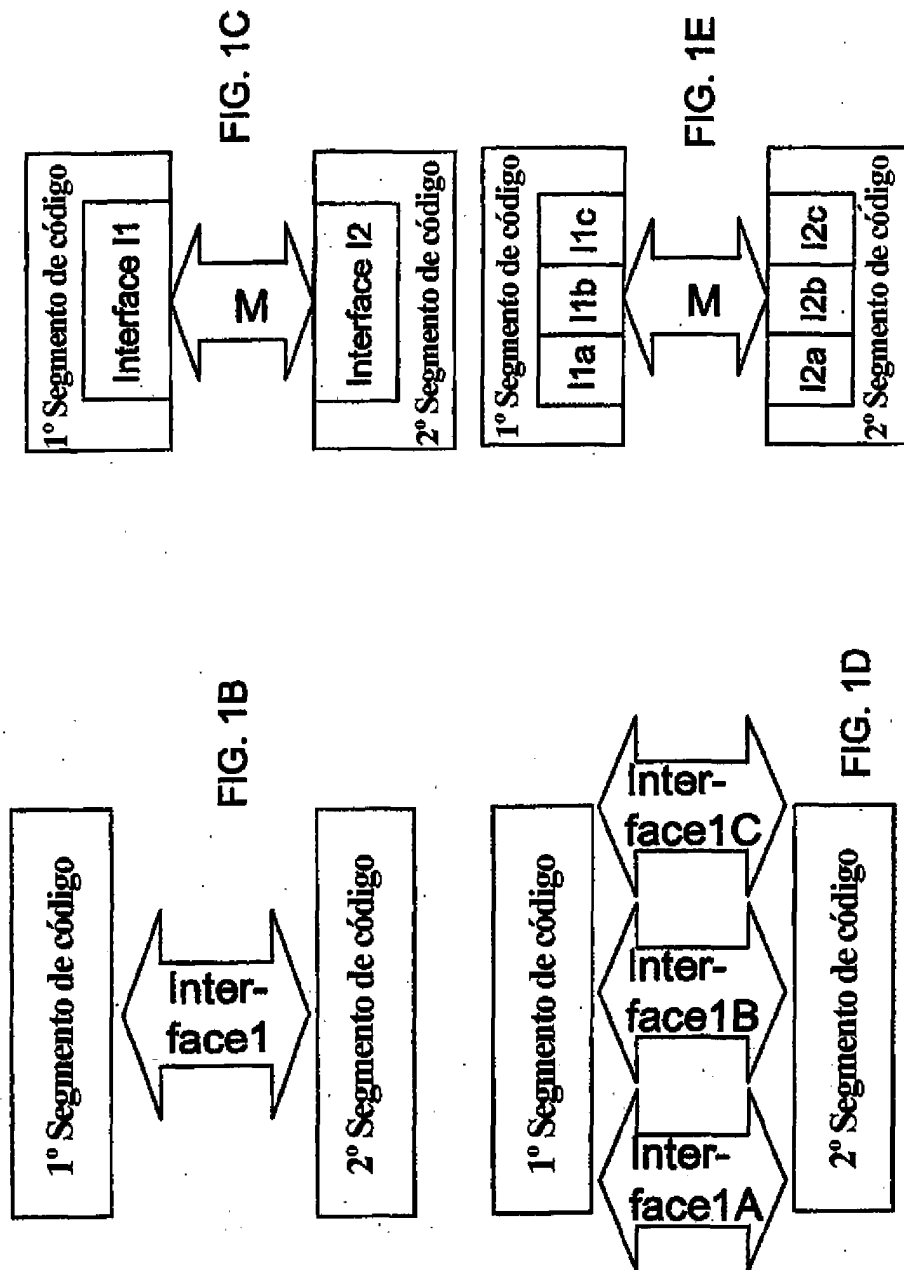 1º Segmento de código
Inter-
face1
2º Segmento de código
FIG. 1B
1º Segmento de código
Interface I1
M
Interface I2
2º Segmento de código
FIG. 1C
1º Segmento de código
Inter-
face1A
Inter-
face1B
Inter-
face1C
2º Segmento de código
FIG. 1D
1º Segmento de código
I1a I1b I1c
M
I2a I2b I2c
2º Segmento de código
FIG. 1E